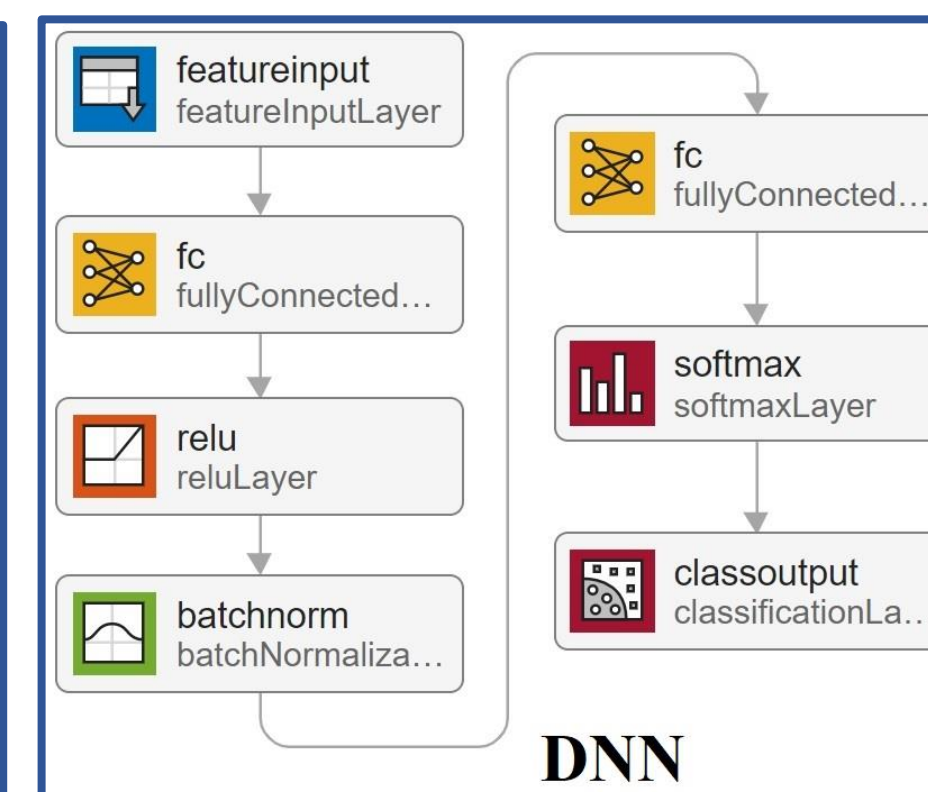 featureinput
featureInputLayer
fc
fullyConnected…
relu
reluLayer
batchnorm
batchNormaliza…
fc
fullyConnected…
softmax
softmaxLayer
classoutput
classificationLa…
DNN